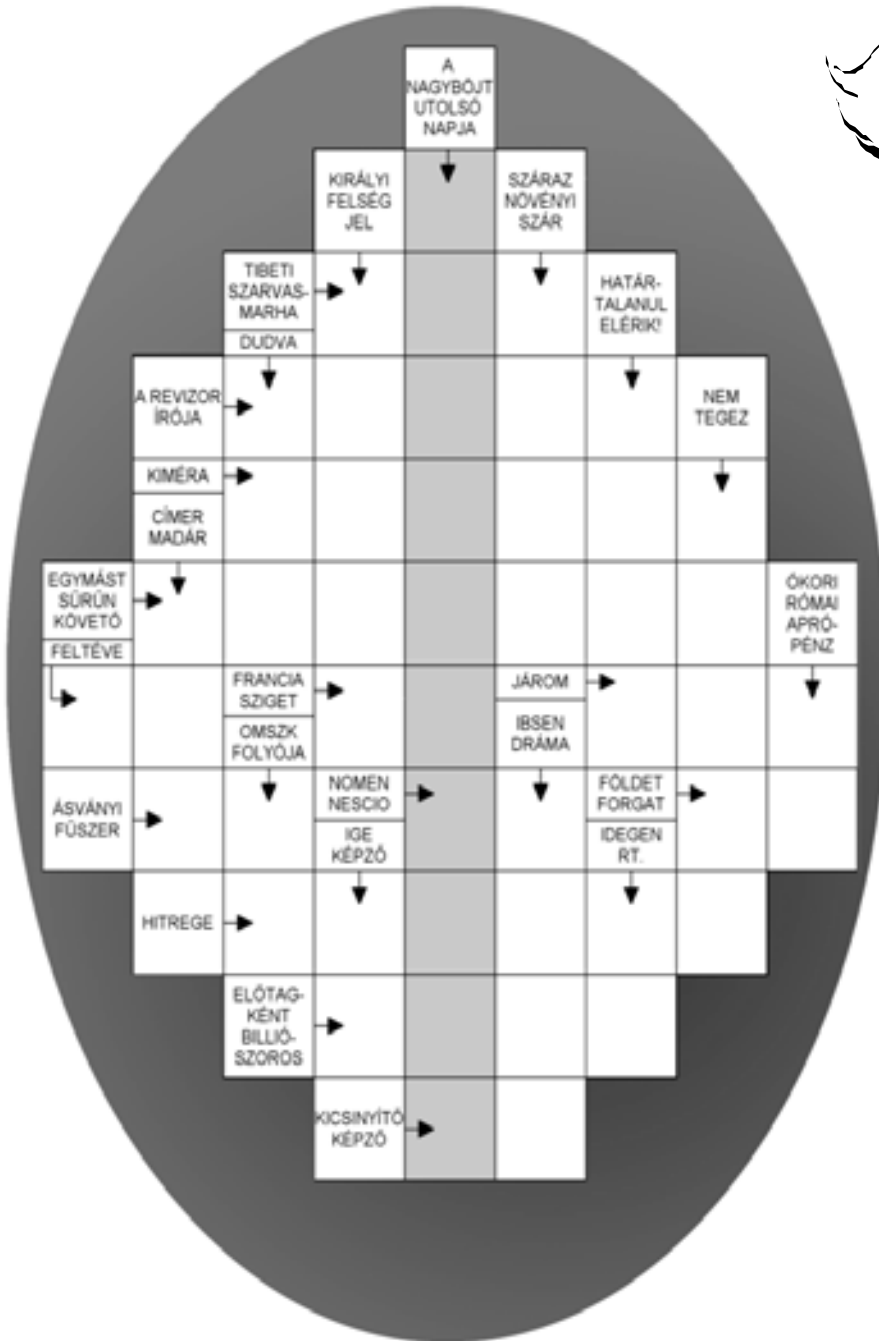 A
NAGYBÖJT
UTOLSÓ
NAPJA
KIRÁLYI
FELSÉG
JEL
SZÁRAZ
NÖVÉNYI
SZÁR
TIBETI
SZARVAS-
MARHA
DUDVA
HATÁR-
TALANUL
ELÉRIK!
A REVIZOR
ÍRÓJA
NEM
TEGEZ
KIMÉRA
CÍMER
MADÁR
EGYMÁST
SŰRŰN
KÖVETŐ
FELTÉVE
ÓKORI
RÓMAI
APRÓ-
PÉNZ
FRANCIA
SZIGET
OMSZK
FOLYÓJA
JÁROM
IBSEN
DRÁMA
ÁSVÁNYI
FŰSZER
NOMEN
NESCIO
IGE
KÉPZŐ
FÖLDET
FORGAT
IDEGEN
RT.
HITREGE
ELŐTAG-
KÉNT
BILLIÓ-
SZOROS
KICSINYÍTŐ
KÉPZŐ